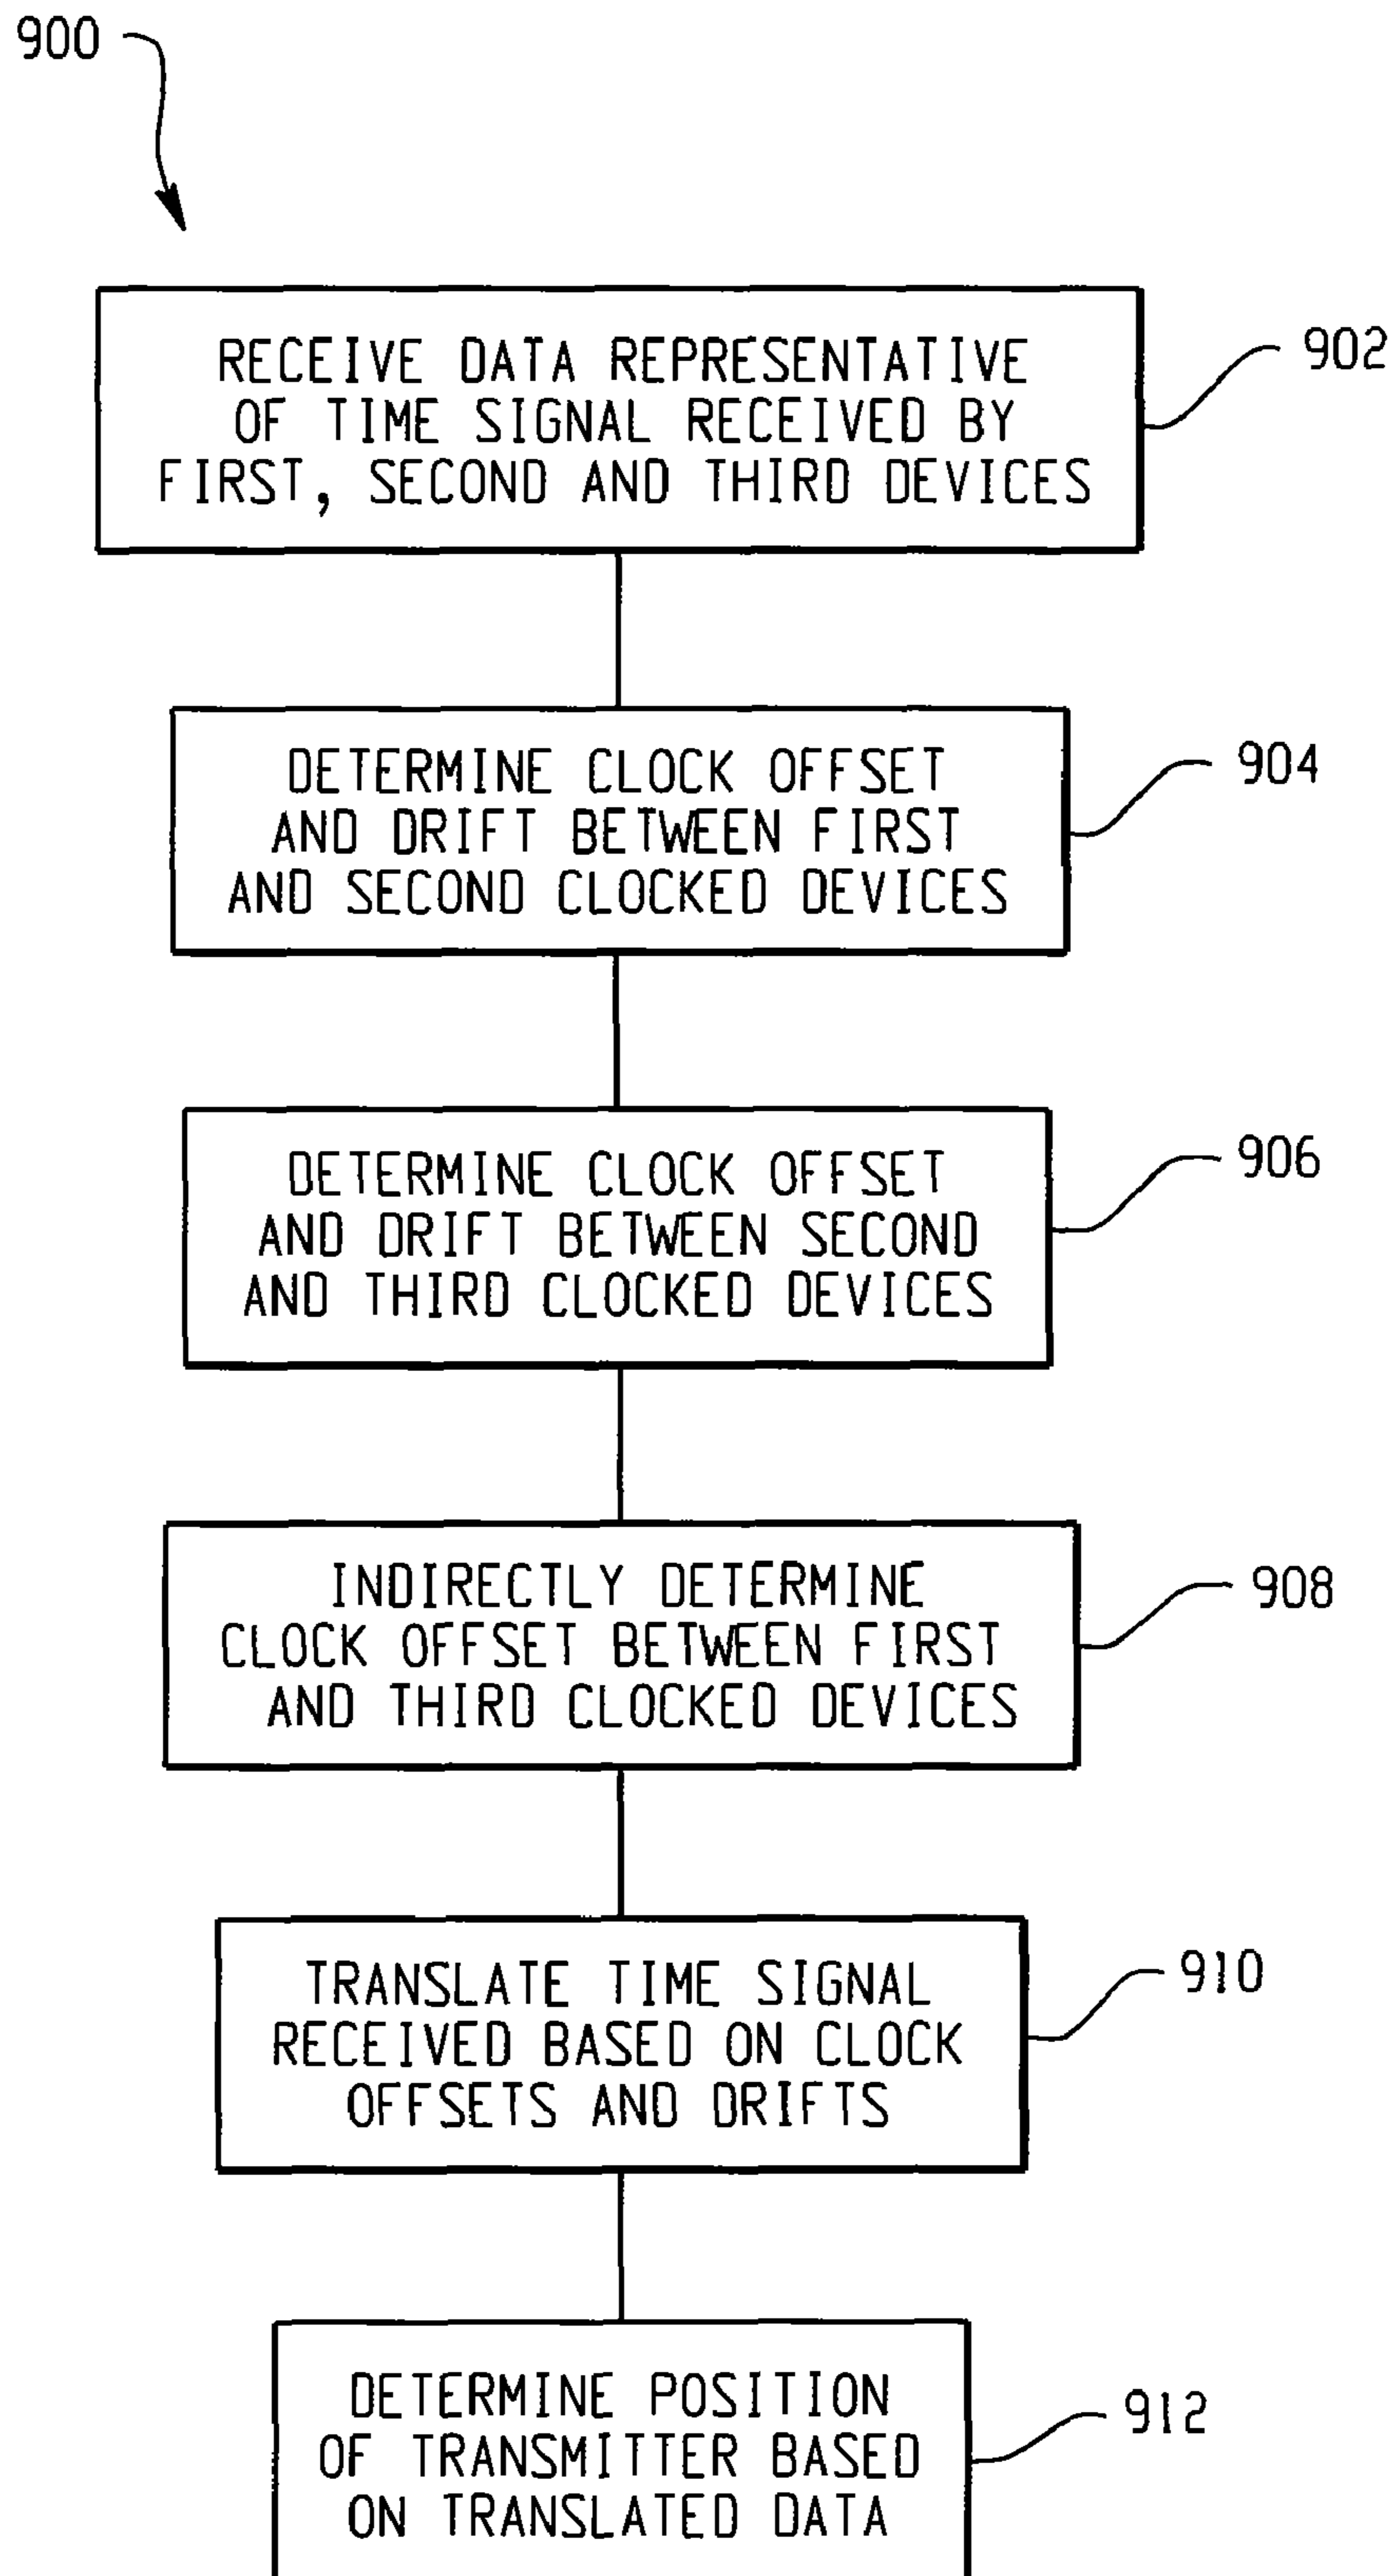 900
RECEIVE DATA REPRESENTATIVE
OF TIME SIGNAL RECEIVED BY
FIRST, SECOND AND THIRD DEVICES
902
DETERMINE CLOCK OFFSET
AND DRIFT BETWEEN FIRST
AND SECOND CLOCKED DEVICES
904
DETERMINE CLOCK OFFSET
AND DRIFT BETWEEN SECOND
AND THIRD CLOCKED DEVICES
906
INDIRECTLY DETERMINE
CLOCK OFFSET BETWEEN FIRST
AND THIRD CLOCKED DEVICES
908
TRANSLATE TIME SIGNAL
RECEIVED BASED ON CLOCK
OFFSETS AND DRIFTS
910
DETERMINE POSITION
OF TRANSMITTER BASED
ON TRANSLATED DATA
912